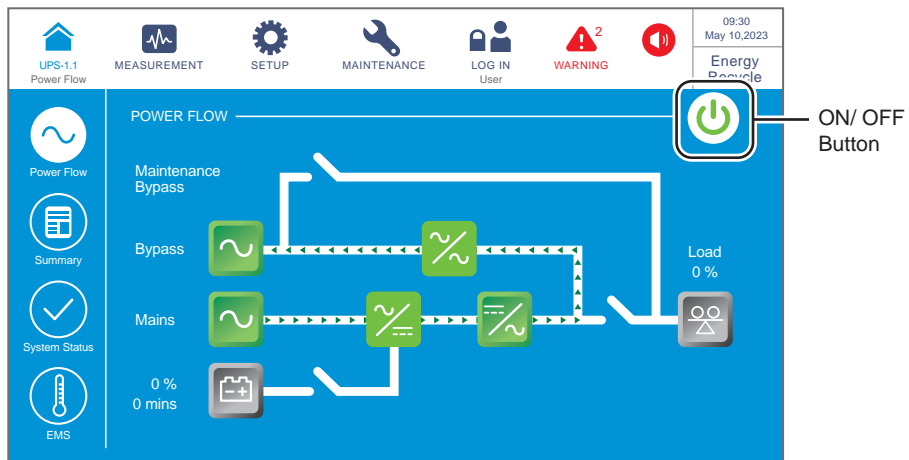 UPS-1.1
Power Flow
MEASUREMENT
SETUP
MAINTENANCE
LOG IN
User
2
WARNING
09:30
May 10,2023
Energy
Recycle
ON/ OFF
Button
POWER FLOW
Power Flow
Summary
System Status
EMS
Maintenance
Bypass
Bypass
Load
0 %
Mains
0 %
0 mins